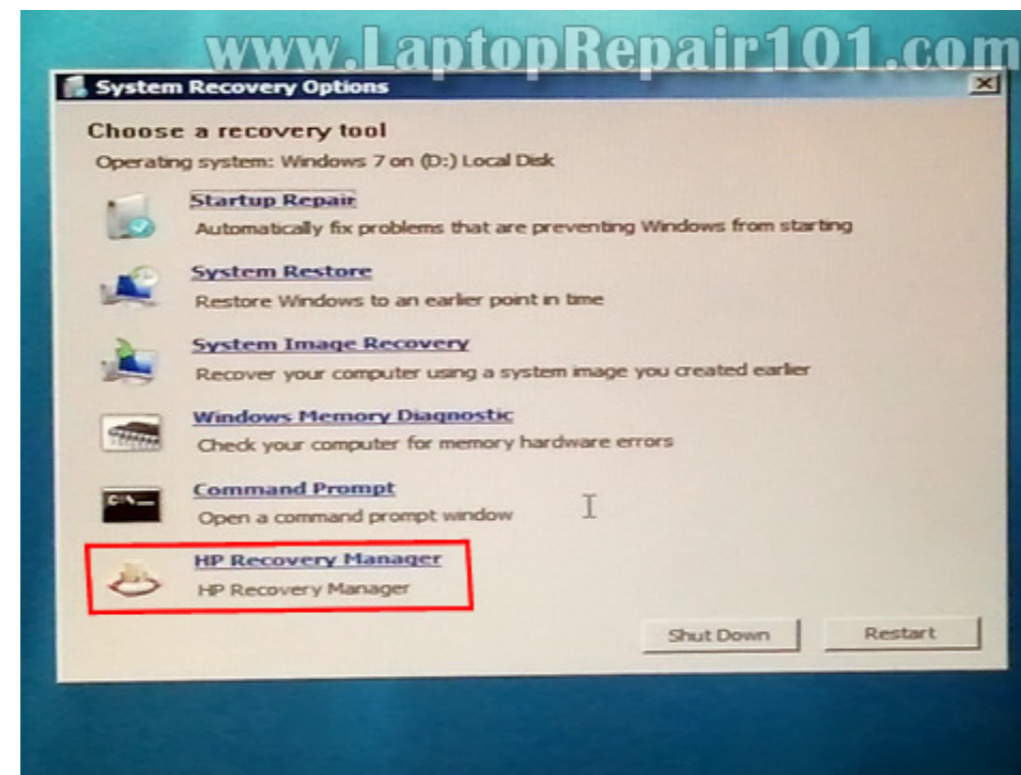 www.LaptopRepair101.com
System Recovery Options
Choose a recovery tool
Operating system: Windows 7 on (D:) Local Disk
Startup Repair
Automatically fix problems that are preventing Windows from starting
System Restore
Restore Windows to an earlier point in time
System Image Recovery
Recover your computer using a system image you created earlier
Windows Memory Diagnostic
Check your computer for memory hardware errors
C:\_
Command Prompt
Open a command prompt window
HP Recovery Manager
HP Recovery Manager
Shut Down Restart